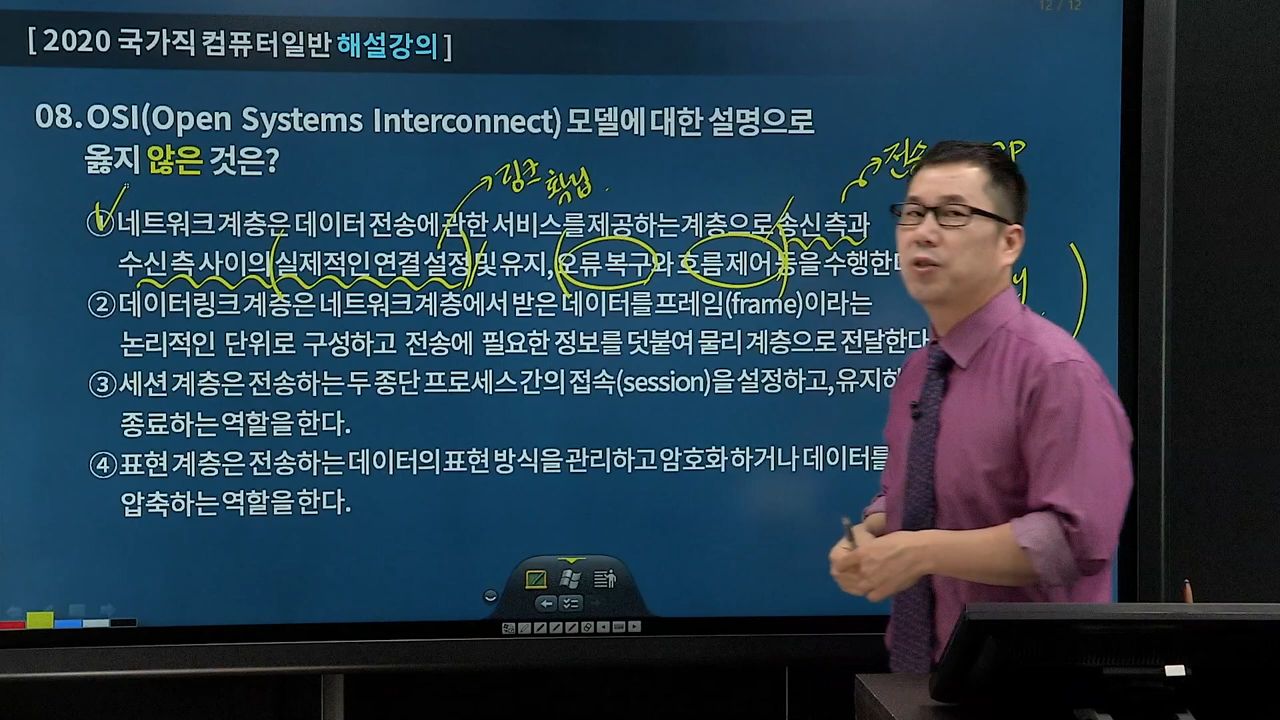 12 / 12
[ 2020 국가직 컴퓨터일반 해설강의 ]
08. OSI(Open Systems Interconnect) 모델에 대한 설명으로
옳지 않은 것은?
링크 확립.
전송
① 네트워크 계층은 데이터 전송에 관한 서비스를 제공하는 계층으로 송신 측과
수신 측 사이의 실제적인 연결 설정 및 유지, 오류 복구와 흐름 제어 등을 수행한다
② 데이터링크 계층은 네트워크 계층에서 받은 데이터를 프레임(frame)이라는
논리적인 단위로 구성하고 전송에 필요한 정보를 덧붙여 물리 계층으로 전달한다
③ 세션 계층은 전송하는 두 종단 프로세스 간의 접속(session)을 설정하고, 유지하
종료하는 역할을 한다.
④ 표현 계층은 전송하는 데이터의 표현 방식을 관리하고 암호화하거나 데이터를
압축하는 역할을 한다.